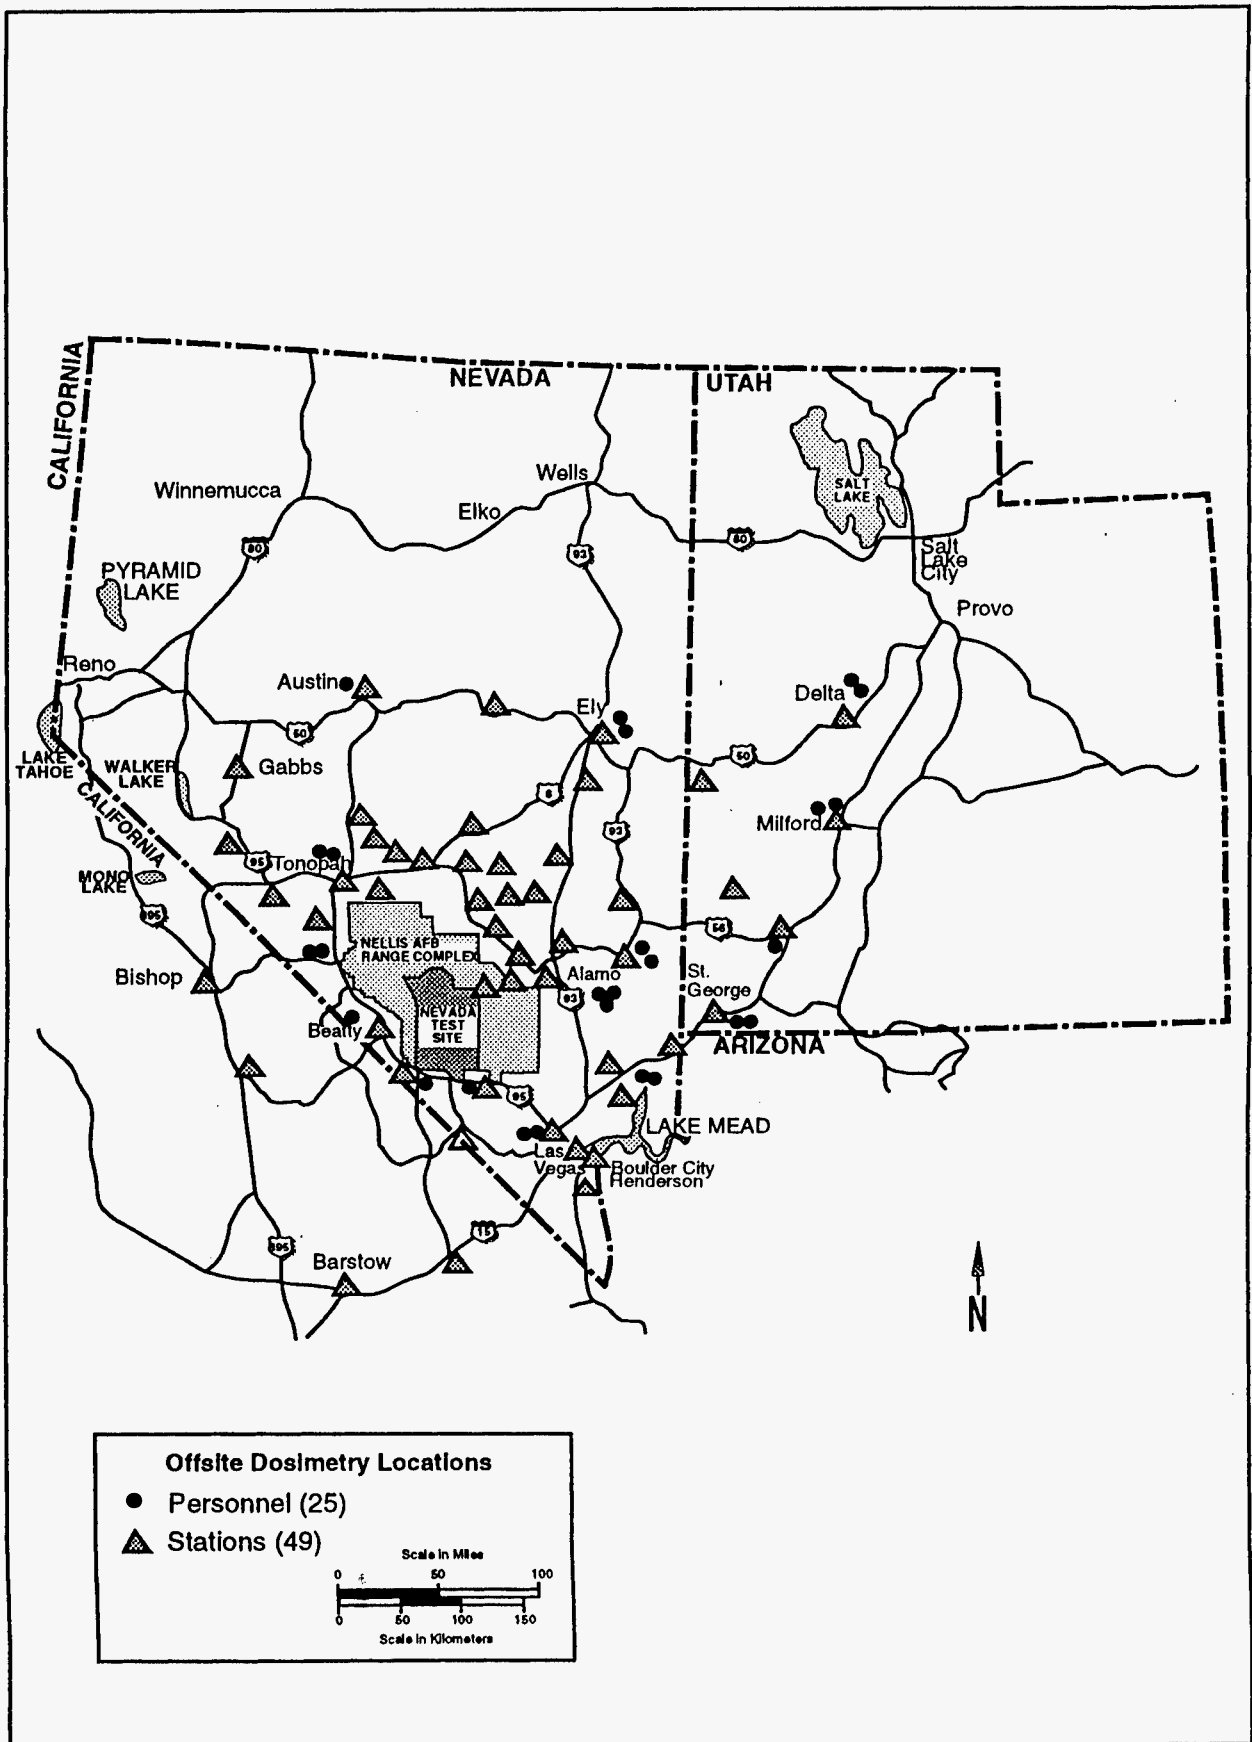 CALIFORNIA
NEVADA
UTAH
Wells
Winnemucca
SALT
LAKE
Elko
80
93
80
Salt
Lake
City
PYRAMID
LAKE
Provo
Reno
Austin
Delta
Ely
50
50
LAKE
TAHOE
WALKER
LAKE
Gabbs
CALIFORNIA
6
93
Milford
95
Tonopah
MONO
LAKE
395
56
NELLIS AFB
RANGE COMPLEX
Bishop
Alamo
St.
George
93
NEVADA
TEST
SITE
Beatty
ARIZONA
95
LAKE MEAD
Las
Vegas
Boulder City
Henderson
15
395
Barstow
N
Offsite Dosimetry Locations
Personnel (25)
Stations (49)
Scale in Miles
0 50 100
0 50 100 150
Scale in Kilometers